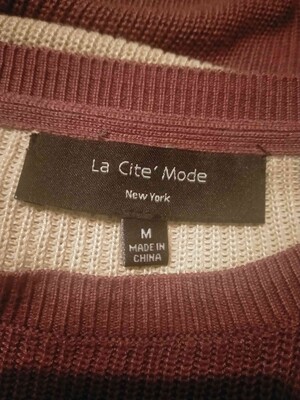 La Cite' Mode
New York
M
MADE IN
CHINA